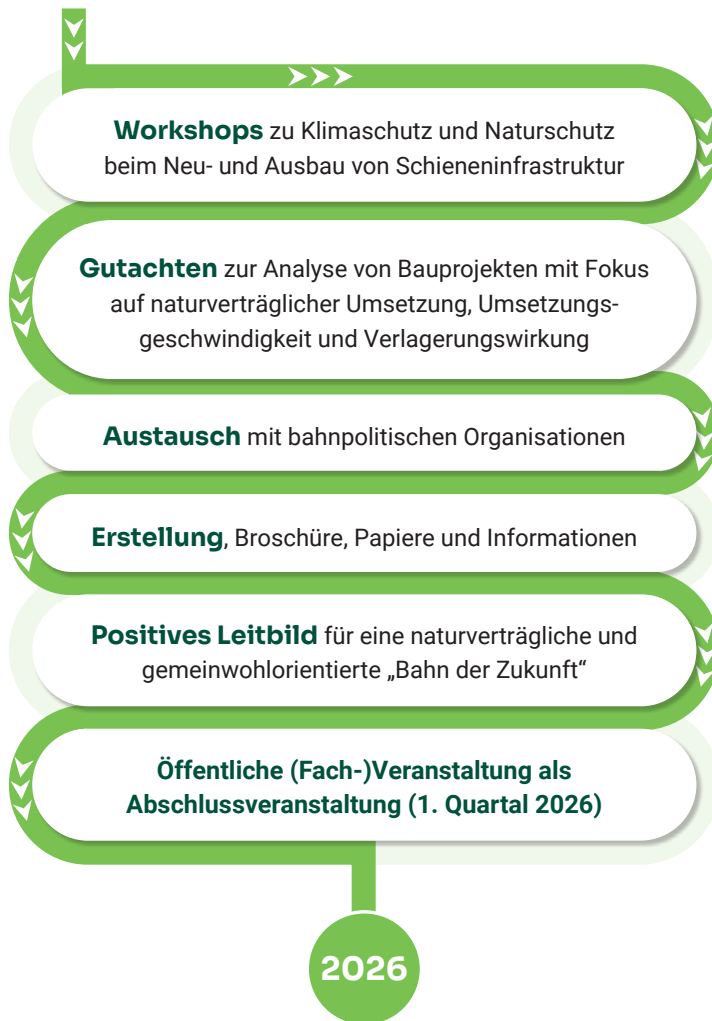 Workshops zu Klimaschutz und Naturschutz
beim Neu- und Ausbau von Schieneninfrastruktur
Gutachten zur Analyse von Bauprojekten mit Fokus
auf naturverträglicher Umsetzung, Umsetzungs-
geschwindigkeit und Verlagerungswirkung
Austausch mit bahnpolitischen Organisationen
Erstellung, Broschüre, Papiere und Informationen
Positives Leitbild für eine naturverträgliche und
gemeinwohlorientierte „Bahn der Zukunft“
Öffentliche (Fach-)Veranstaltung als
Abschlussveranstaltung (1. Quartal 2026)
2026